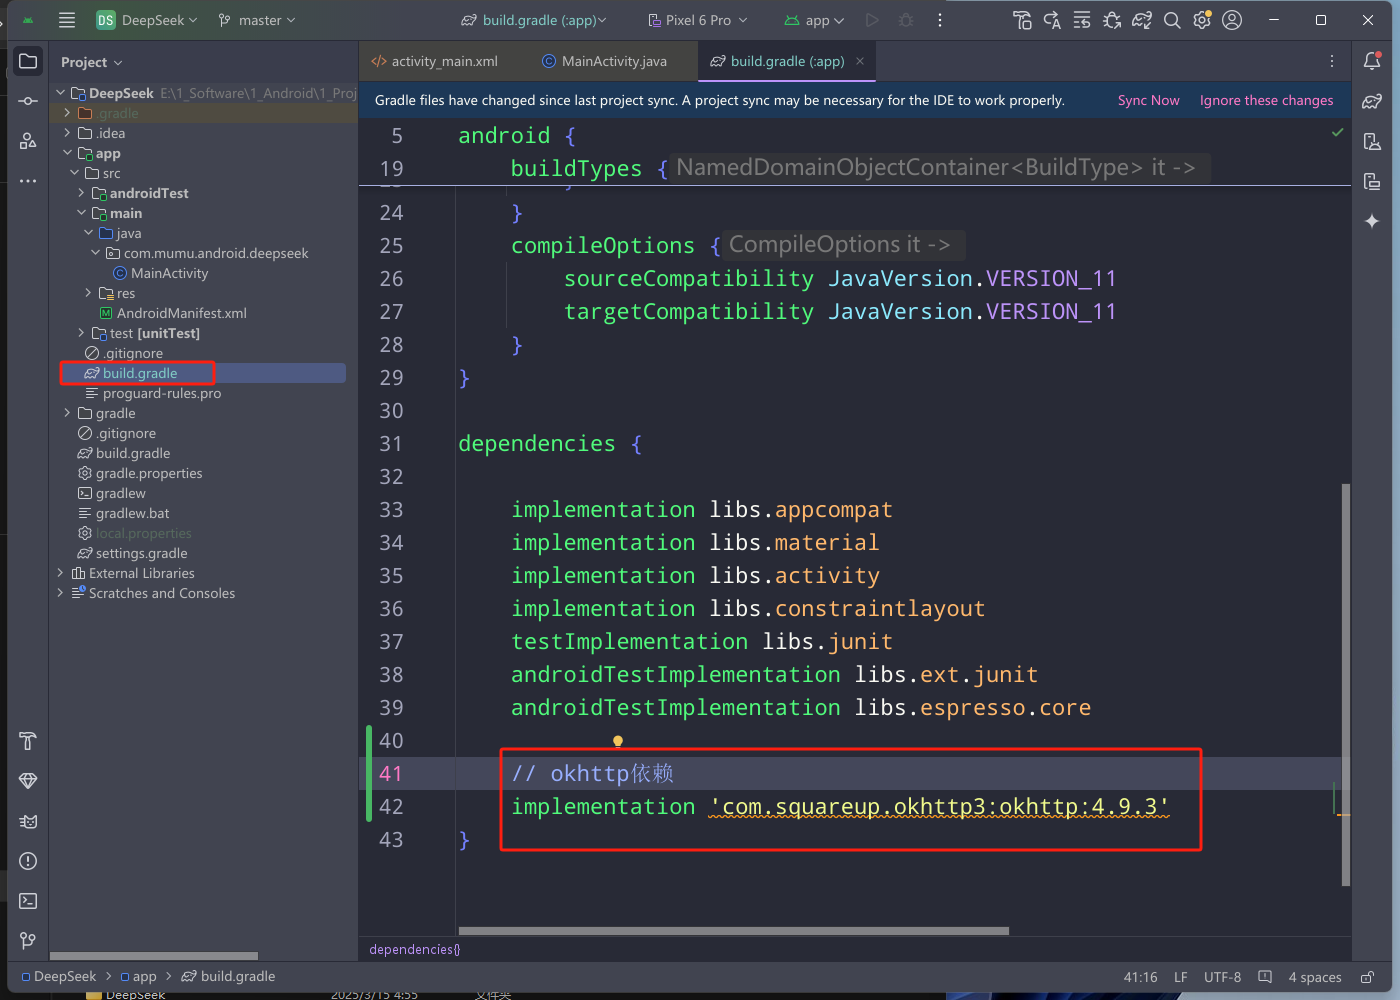 DS DeepSeek master build.gradle (:app) Pixel 6 Pro app
Project
DeepSeek E:\1_Software\1_Android\1_Proj
.gradle
.idea
app
src
androidTest
main
java
com.mumu.android.deepseek
MainActivity
res
AndroidManifest.xml
test [unitTest]
.gitignore
build.gradle
proguard-rules.pro
gradle
.gitignore
build.gradle
gradle.properties
gradlew
gradlew.bat
local.properties
settings.gradle
External Libraries
Scratches and Consoles
activity_main.xml MainActivity.java build.gradle (:app)
Gradle files have changed since last project sync. A project sync may be necessary for the IDE to work properly. Sync Now Ignore these changes
5 android {
19 buildTypes { NamedDomainObjectContainer<BuildType> it ->
24 }
25 compileOptions { CompileOptions it ->
26 sourceCompatibility JavaVersion.VERSION_11
27 targetCompatibility JavaVersion.VERSION_11
28 }
29 }
30
31 dependencies {
32
33 implementation libs.appcompat
34 implementation libs.material
35 implementation libs.activity
36 implementation libs.constraintlayout
37 testImplementation libs.junit
38 androidTestImplementation libs.ext.junit
39 androidTestImplementation libs.espresso.core
40
41 // okhttp依赖
42 implementation 'com.squareup.okhttp3:okhttp:4.9.3'
43 }
dependencies{}
DeepSeek > app > build.gradle 41:16 LF UTF-8 4 spaces
DeepSeek 2025/3/15 4:55 文件夹